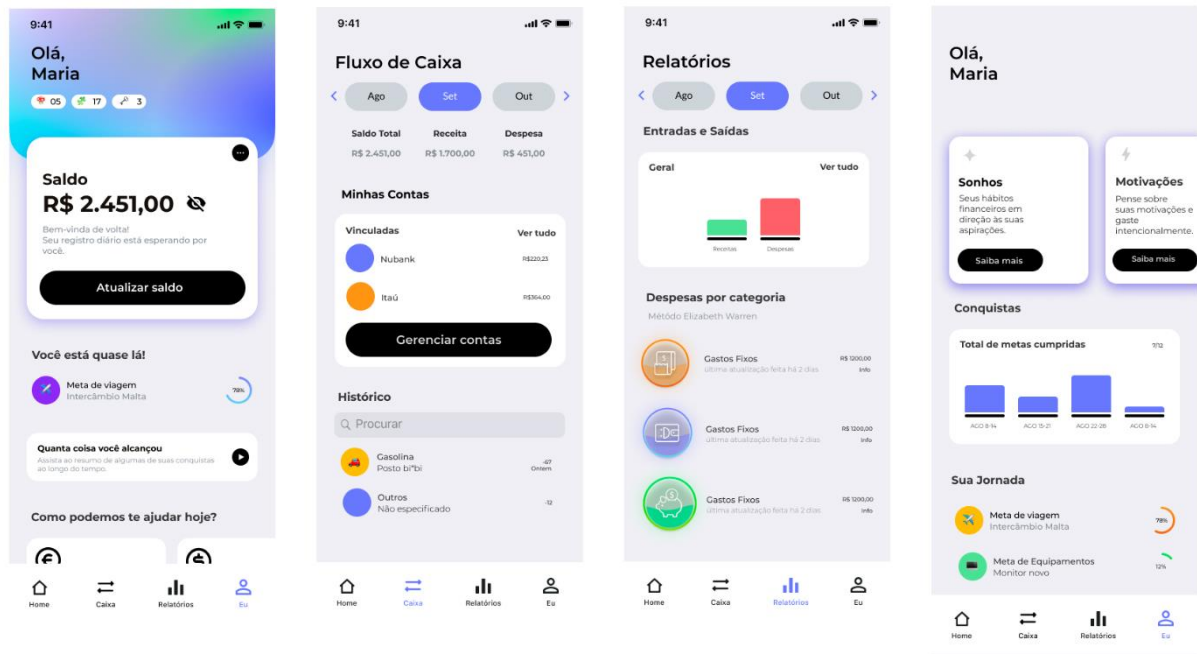 9:41
Olá,
Maria
05 17 3
Saldo
R$ 2.451,00
Bem-vinda de volta!
Seu registro diário está esperando por
você.
Atualizar saldo
Você está quase lá!
Meta de viagem
Intercâmbio Malta
78%
Quanta coisa você alcançou
Assista ao resumo de algumas de suas conquistas
ao longo do tempo.
Como podemos te ajudar hoje?
Home Caixa Relatórios Eu
9:41
Fluxo de Caixa
Ago Set Out
Saldo Total Receita Despesa
R$ 2.451,00 R$ 1.700,00 R$ 451,00
Minhas Contas
Vinculadas Ver tudo
Nubank R$220,23
Itaú R$364,00
Gerenciar contas
Histórico
Procurar
Gasolina -67
Posto bi"bi Ontem
Outros -12
Não especificado
Home Caixa Relatórios Eu
9:41
Relatórios
Ago Set Out
Entradas e Saídas
Geral Ver tudo
Receitas Despesas
Despesas por categoria
Método Elizabeth Warren
Gastos Fixos R$ 1200,00
última atualização feita há 2 dias Info
Gastos Fixos R$ 1200,00
última atualização feita há 2 dias Info
Gastos Fixos R$ 1200,00
última atualização feita há 2 dias Info
Home Caixa Relatórios Eu
Olá,
Maria
Sonhos
Seus hábitos
financeiros em
direção às suas
aspirações.
Saiba mais
Motivações
Pense sobre
suas motivações e
gaste
intencionalmente.
Saiba mais
Conquistas
Total de metas cumpridas 7/12
AGO 8-14 AGO 15-21 AGO 22-28 AGO 8-14
Sua Jornada
Meta de viagem
Intercâmbio Malta
78%
Meta de Equipamentos
Monitor novo
12%
Home Caixa Relatórios Eu